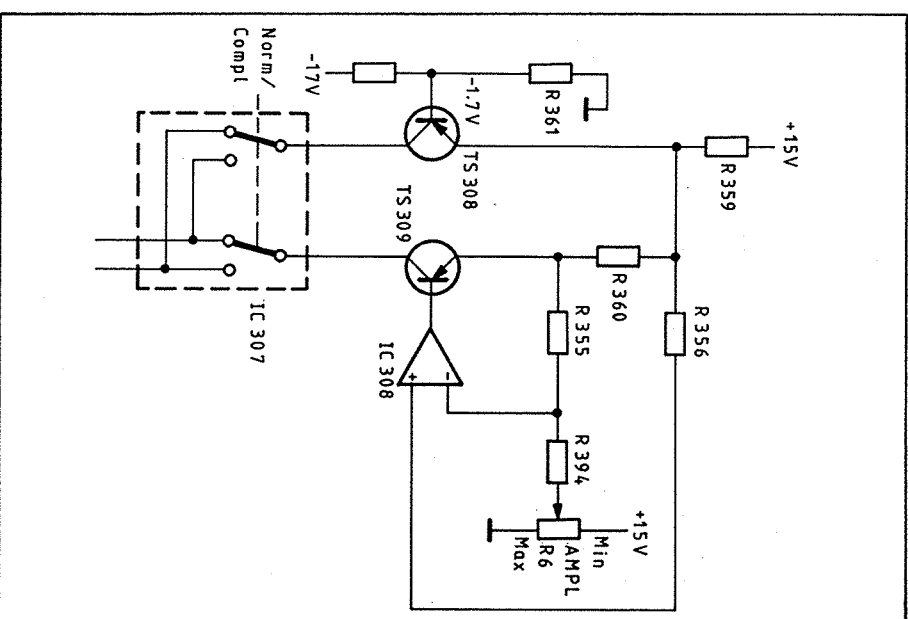 Norm/
Compl
-17V
R361
-1.7V
TS308
+15V
R359
TS309
R360
R356
R355
IC307
IC308
+
-
R394
+15V
Min
AMPL
R6
Max